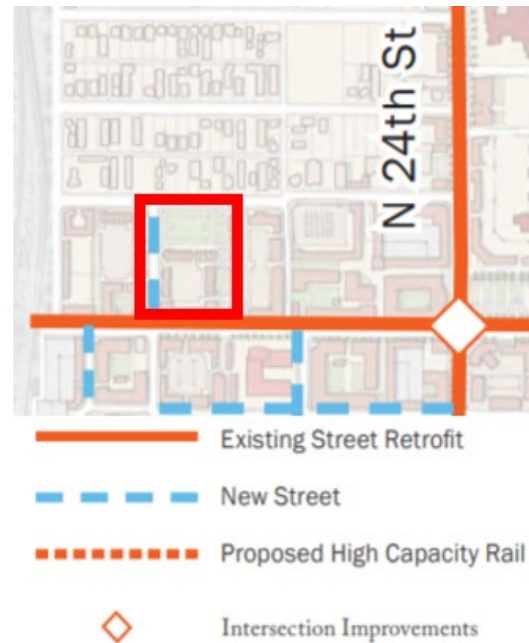 N 24th St
Existing Street Retrofit
New Street
Proposed High Capacity Rail
Intersection Improvements